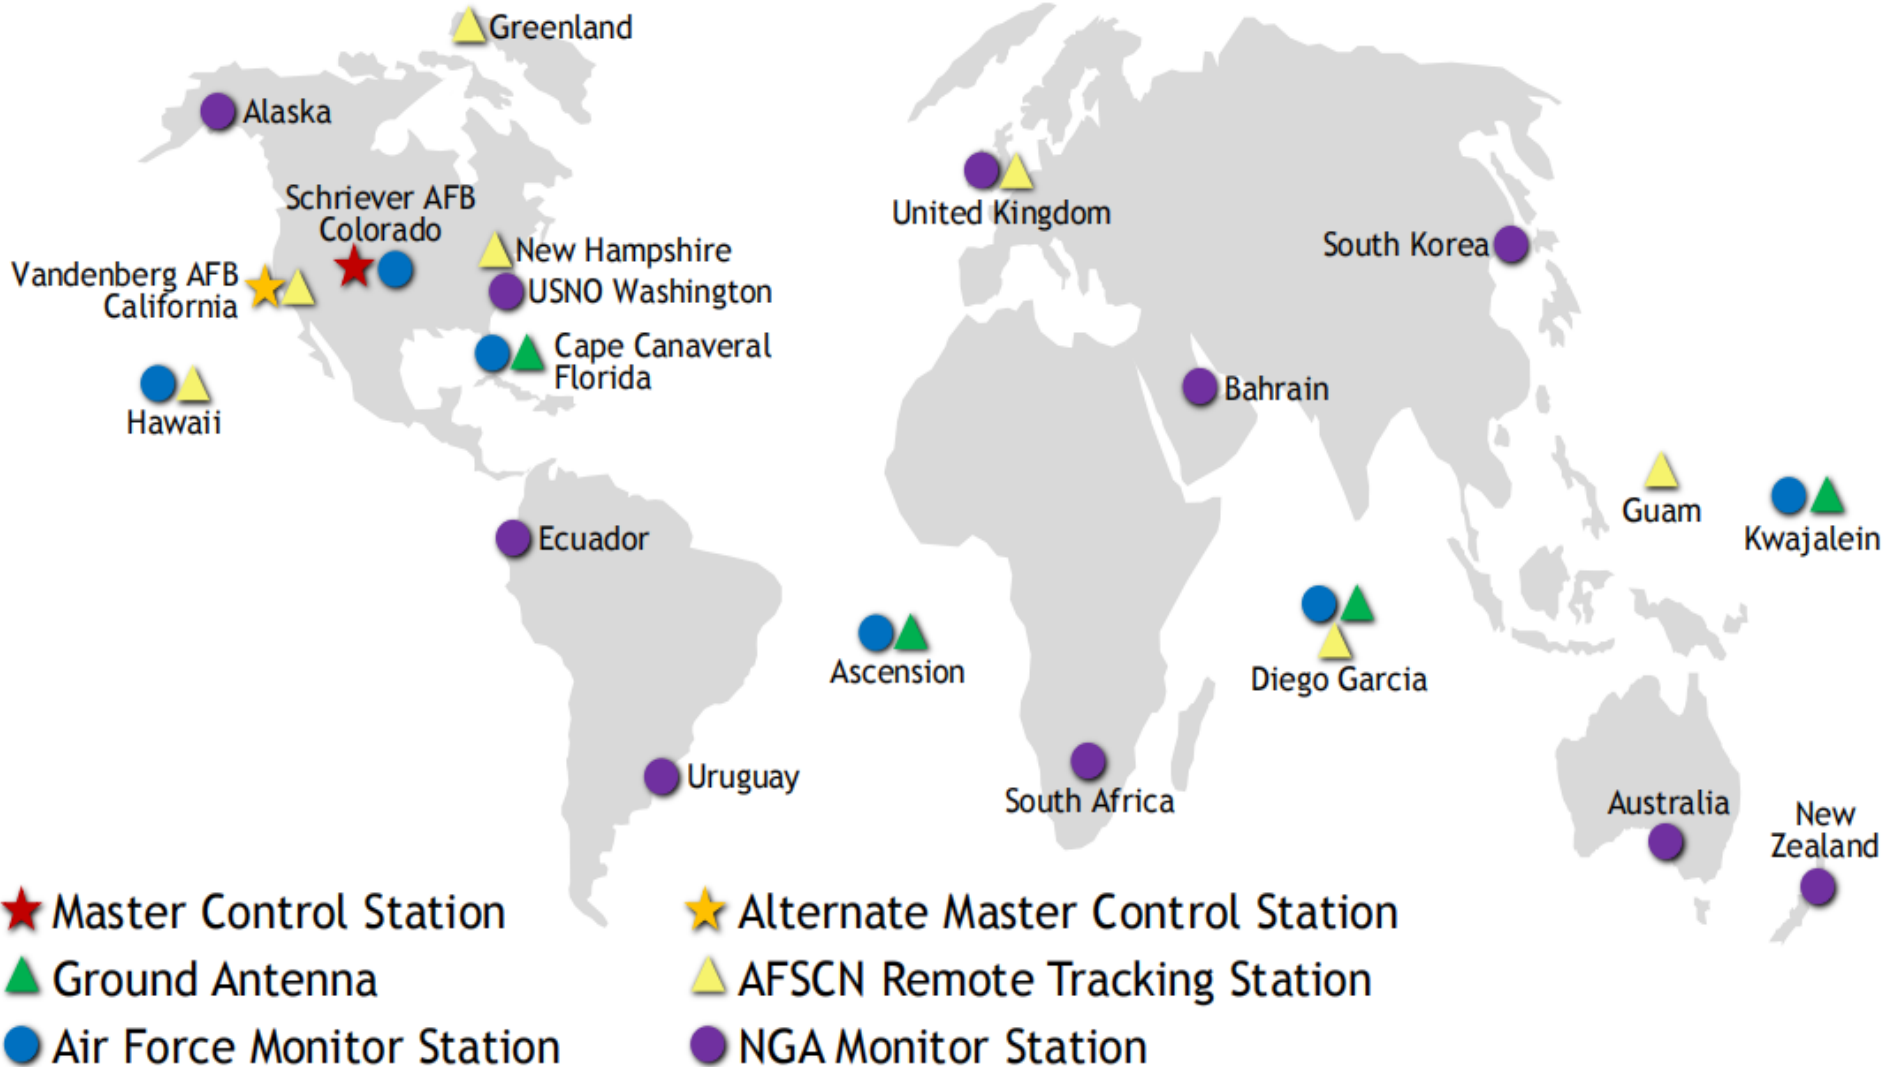 Greenland
Alaska
Schriever AFB
Colorado
Vandenberg AFB
California
New Hampshire
USNO Washington
Cape Canaveral
Florida
Hawaii
United Kingdom
South Korea
Bahrain
Guam
Kwajalein
Ecuador
Ascension
Diego Garcia
Uruguay
South Africa
Australia
New
Zealand
Master Control Station
Alternate Master Control Station
Ground Antenna
AFSCN Remote Tracking Station
Air Force Monitor Station
NGA Monitor Station